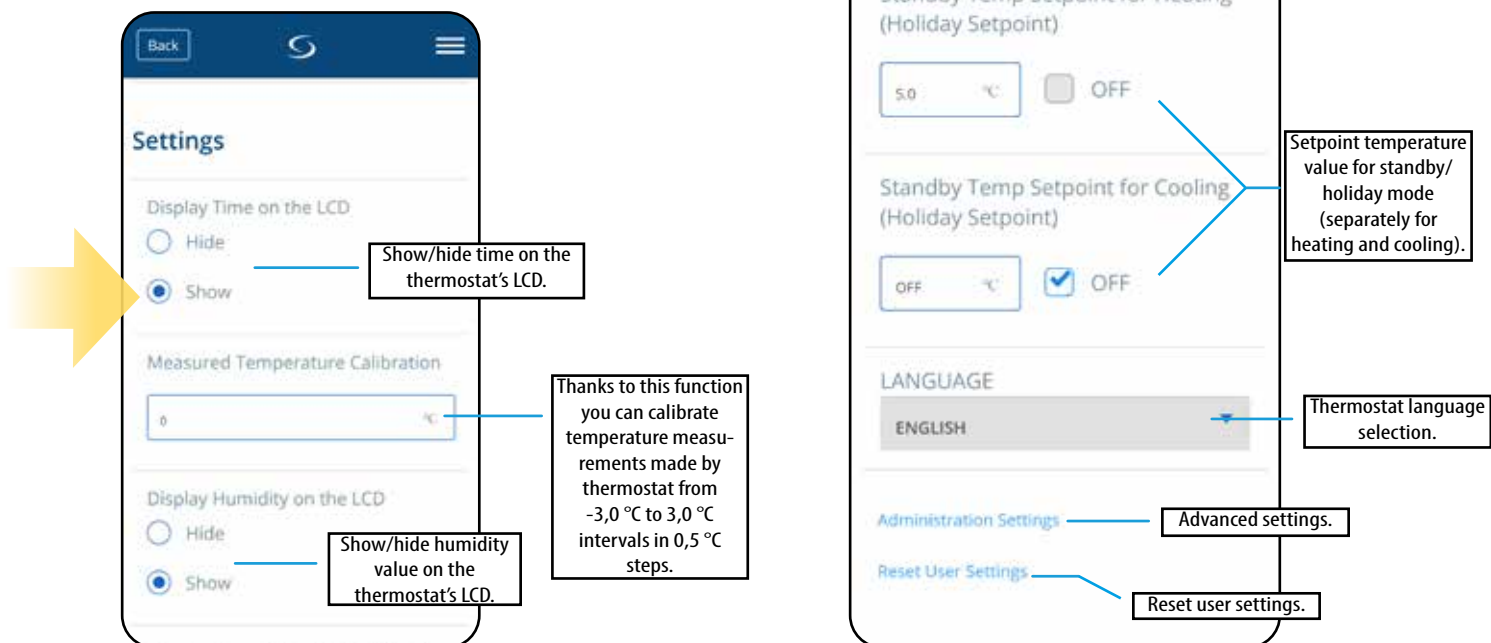 Back
Settings
Display Time on the LCD
Hide
Show
Show/hide time on the
thermostat's LCD.
Measured Temperature Calibration
0 °C
Thanks to this function
you can calibrate
temperature measu-
rements made by
thermostat from
-3,0 °C to 3,0 °C
intervals in 0,5 °C
steps.
Display Humidity on the LCD
Hide
Show
Show/hide humidity
value on the
thermostat's LCD.
Standby Temp Setpoint for Heating
(Holiday Setpoint)
5.0 °C OFF
Standby Temp Setpoint for Cooling
(Holiday Setpoint)
OFF °C OFF
Setpoint temperature
value for standby/
holiday mode
(separately for
heating and cooling).
LANGUAGE
ENGLISH
Thermostat language
selection.
Administration Settings
Advanced settings.
Reset User Settings
Reset user settings.